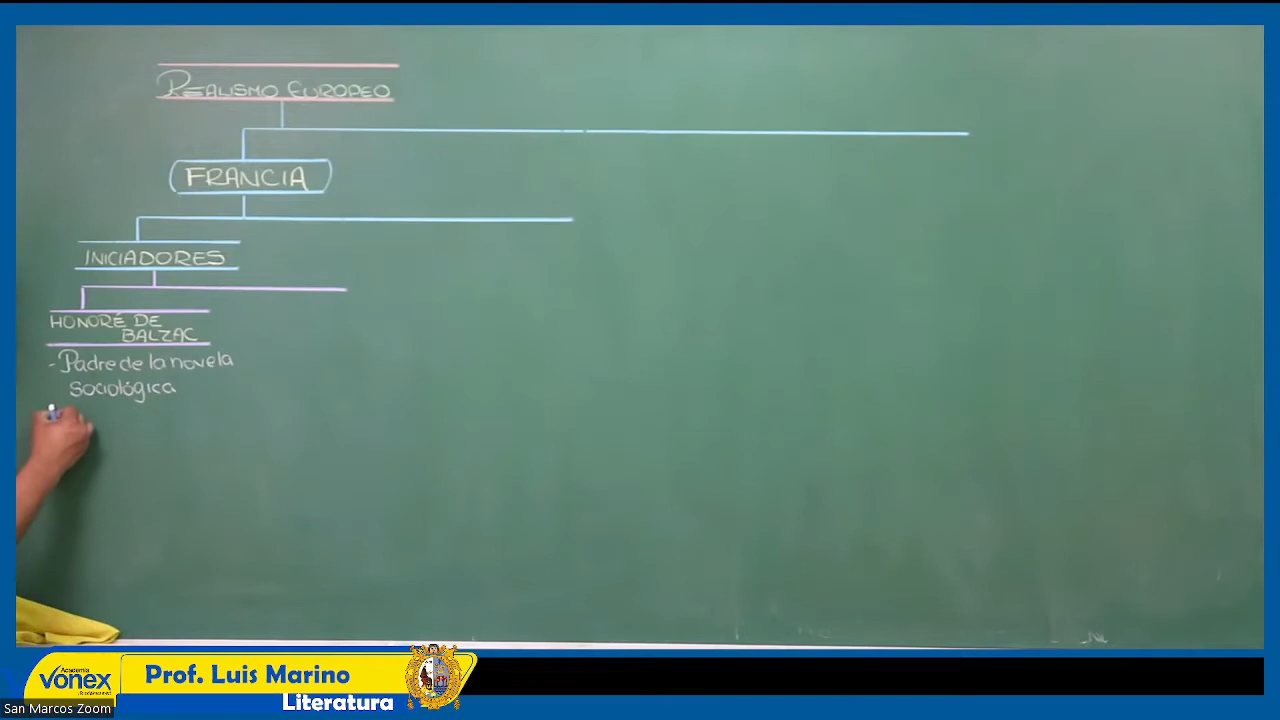 REALISMO EUROPEO
FRANCIA
INICIADORES
HONORÉ DE
BALZAC
- Padre de la novela
Sociológica
Academia
VONEX
Prof. Luis Marino
Literatura
San Marcos Zoom